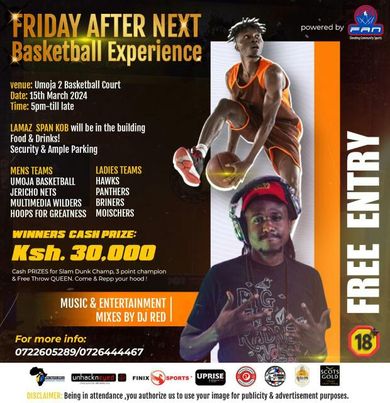 FRIDAY AFTER NEXT
Basketball Experience
powered by
FAN
venue: Umoja 2 Basketball Court
Date: 15th March 2024
Time: 5pm-till late
LAMAZ SPAN KOB will be in the building
Food & Drinks!
Security & Ample Parking
MENS TEAMS
UMOJA BASKETBALL
JERICHO NETS
MULTIMEDIA WILDERS
HOOPS FOR GREATNESS
LADIES TEAMS
HAWKS
PANTHERS
BRINERS
MOISCHERS
WINNERS CASH PRIZE:
Ksh. 30,000
Cash PRIZES for Slam Dunk Champ, 3 point champion
& Free Throw QUEEN. Come & Repp your hood !
MUSIC & ENTERTAINMENT
MIXES BY DJ RED
For more info:
0722605289/0726444467
FREE ENTRY
18+
unhackneyed
FINIX
SPORTS
UPRISE
SCOTS
GOLD
DISCLAIMER: Being in attendance ,you authorize us to use your image for publicity & advertisement purposes.